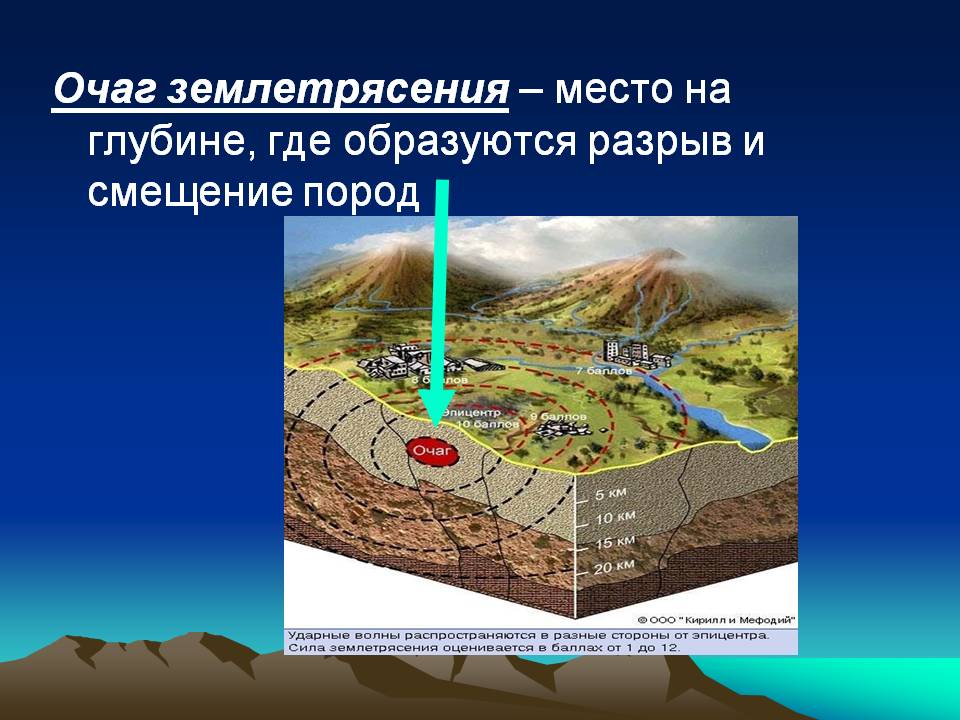 Очаг землетрясения – место на
глубине, где образуются разрыв и
смещение пород
7 баллов
8 баллов
Эпицентр
9 баллов
10 баллов
Очаг
5 км
10 км
15 км
20 км
© ООО "Кирилл и Мефодий"
Ударные волны распространяются в разные стороны от эпицентра.
Сила землетрясения оценивается в баллах от 1 до 12.